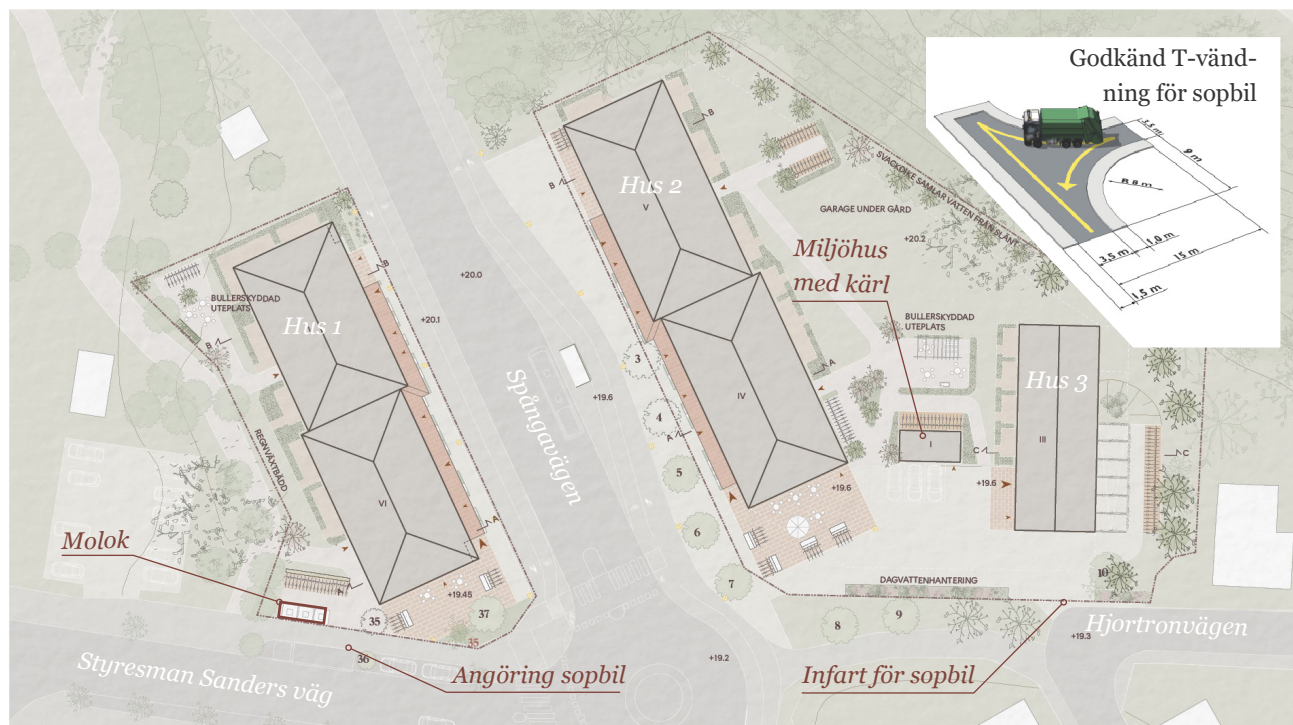 Godkänd T-vänd-
ning för sopbil
3,5 m
9 m
R 8 m
1,0 m
3,5 m
15 m
1,5 m
Hus 2
V
B
B
SVACKDIKE SAMLAR VATTEN FRÅN SLÄNT
GARAGE UNDER GÅRD
+20.2
Miljöhus
med kärl
+20.0
Hus 1
B
BULLERSKYDDAD
UTEPLATS
+20.1
B
BULLERSKYDDAD
UTEPLATS
Spångavägen
3
+19.6
A
Hus 3
IV
4
A
I
III
C
C
REGNVÄXTBÄDD
5
+19.6
+19.6
VI
A
6
Molok
7
DAGVATTENHANTERING
10
A
+19.45
37
35
35
8
9
Hjortronvägen
+19.3
36
+19.2
Styresman Sanders väg
Angöring sopbil
Infart för sopbil